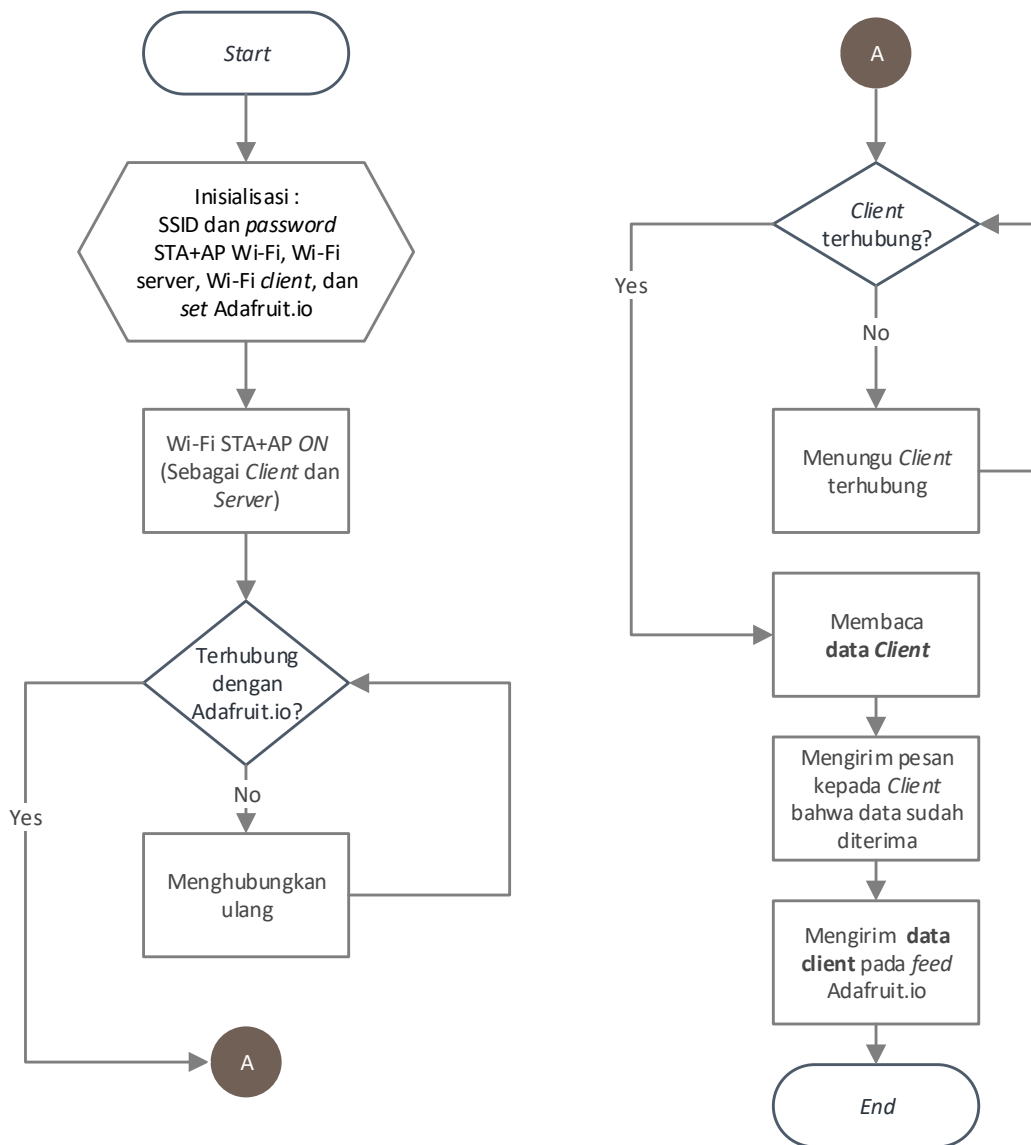 Start
Inisialisasi :
SSID dan password
STA+AP Wi-Fi, Wi-Fi
server, Wi-Fi client, dan
set Adafruit.io
Wi-Fi STA+AP ON
(Sebagai Client dan
Server)
Terhubung
dengan
Adafruit.io?
Yes
No
Menghubungkan
ulang
A
A
Client
terhubung?
Yes
No
Menungu Client
terhubung
Membaca
data Client
Mengirim pesan
kepada Client
bahwa data sudah
diterima
Mengirim data
client pada feed
Adafruit.io
End